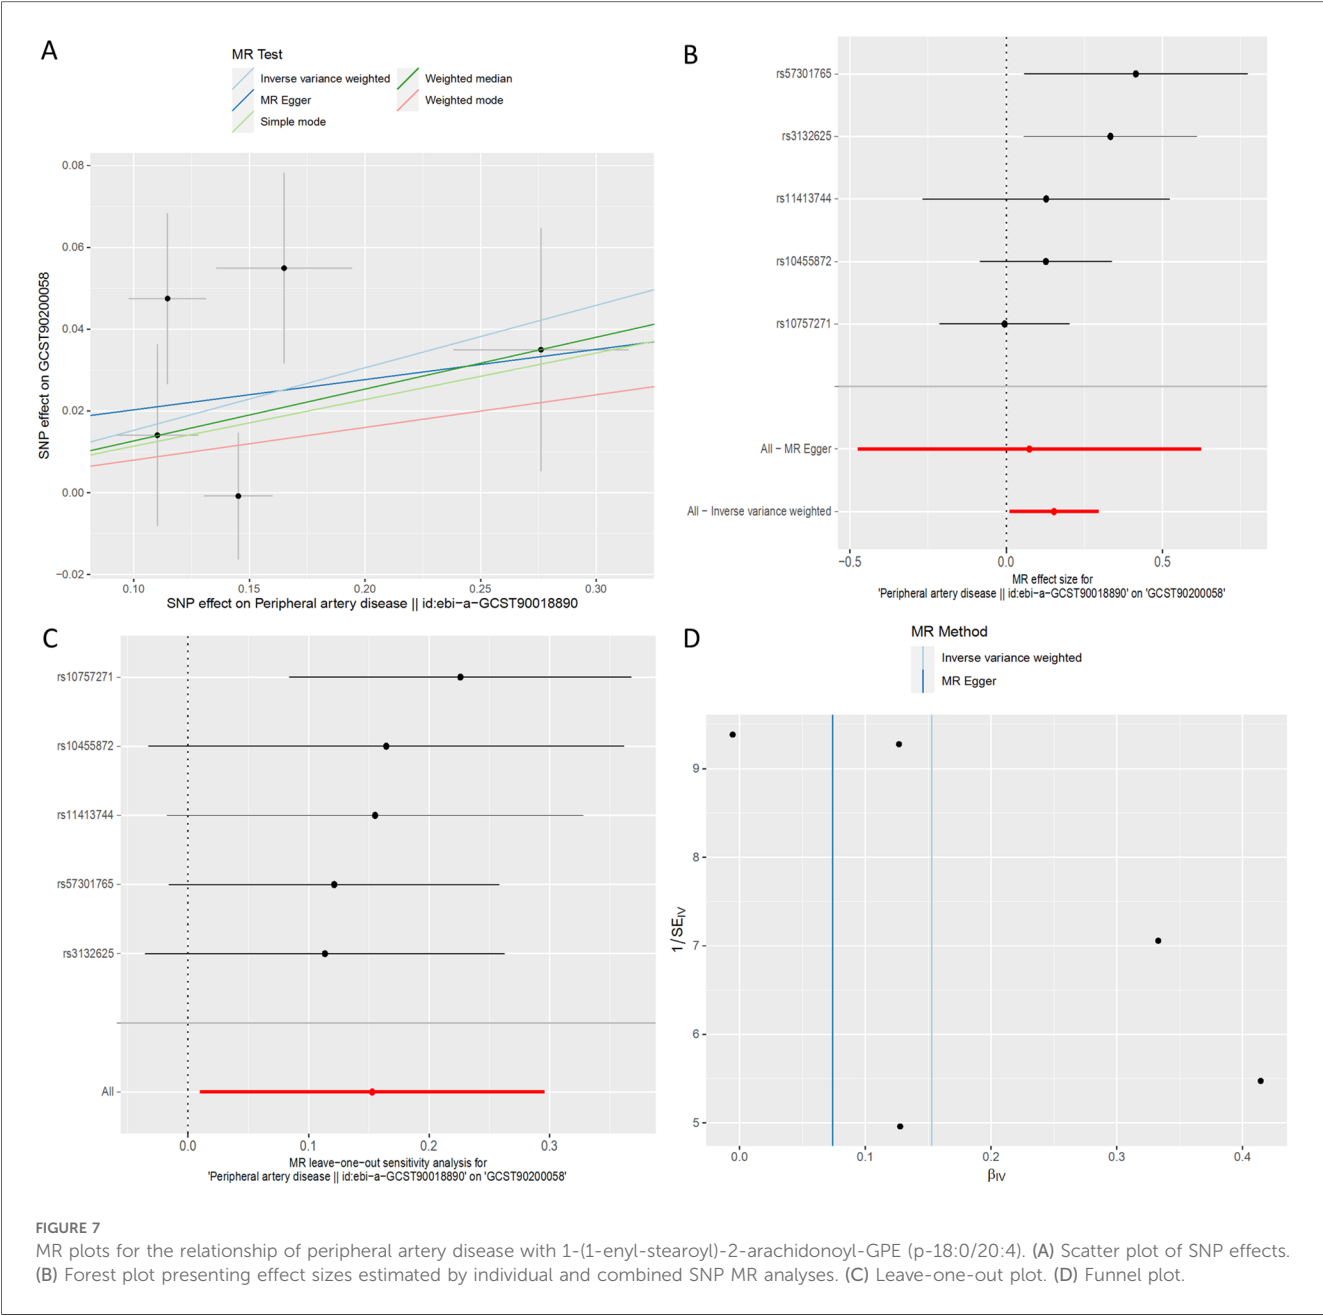 A
MR Test
Inverse variance weighted
Weighted median
MR Egger
Weighted mode
Simple mode
0.08
0.06
0.04
0.02
0.00
−0.02
SNP effect on GCST90200058
0.10
0.15
0.20
0.25
0.30
SNP effect on Peripheral artery disease || id:ebi−a−GCST90018890
B
rs57301765
rs3132625
rs11413744
rs10455872
rs10757271
All − MR Egger
All − Inverse variance weighted
−0.5
0.0
0.5
MR effect size for
'Peripheral artery disease || id:ebi−a−GCST90018890' on 'GCST90200058'
C
rs10757271
rs10455872
rs11413744
rs57301765
rs3132625
All
0.0
0.1
0.2
0.3
MR leave−one−out sensitivity analysis for
'Peripheral artery disease || id:ebi−a−GCST90018890' on 'GCST90200058'
D
MR Method
Inverse variance weighted
MR Egger
9
8
7
6
5
1/SE_IV
0.0
0.1
0.2
0.3
0.4
β_IV
FIGURE 7
MR plots for the relationship of peripheral artery disease with 1-(1-enyl-stearoyl)-2-arachidonoyl-GPE (p-18:0/20:4). (A) Scatter plot of SNP effects.
(B) Forest plot presenting effect sizes estimated by individual and combined SNP MR analyses. (C) Leave-one-out plot. (D) Funnel plot.